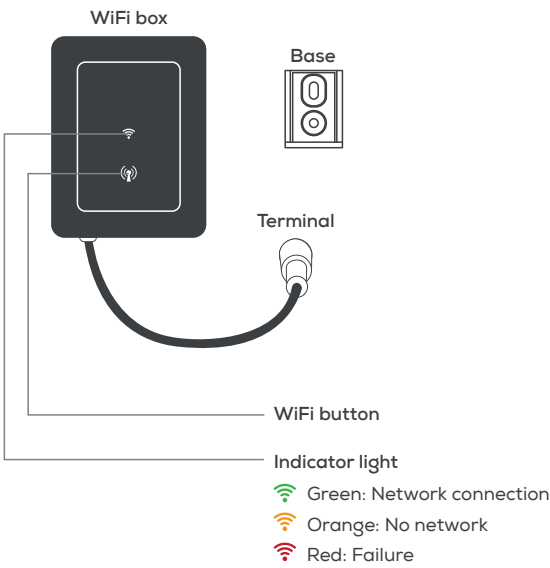 WiFi box
Base
Terminal
WiFi button
Indicator light
Green: Network connection
Orange: No network
Red: Failure